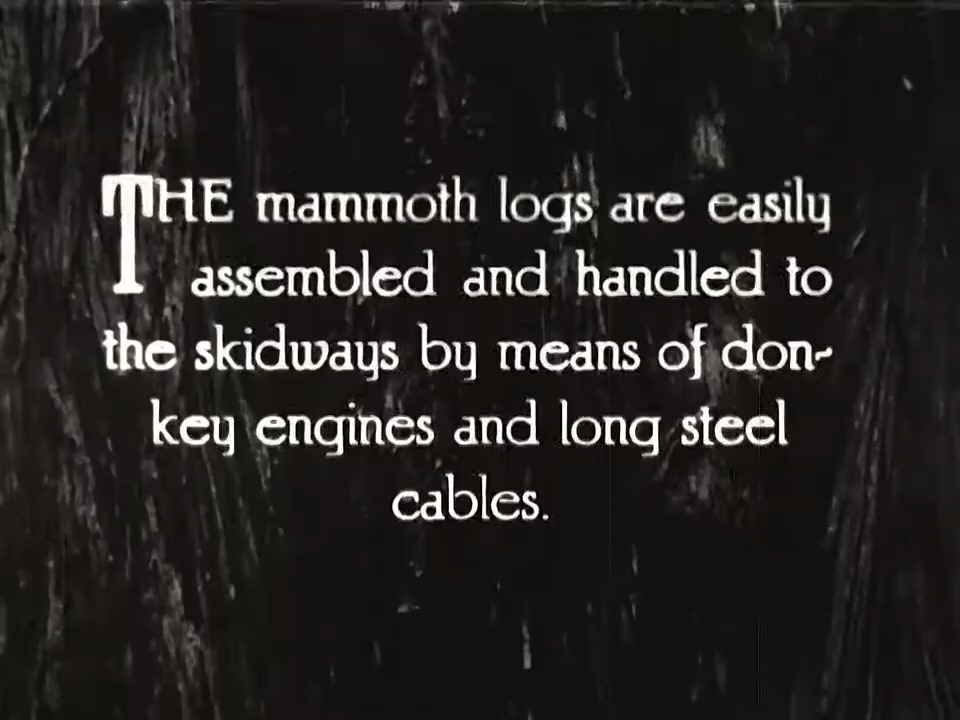 THE mammoth logs are easily
assembled and handled to
the skidways by means of don-
key engines and long steel
cables.